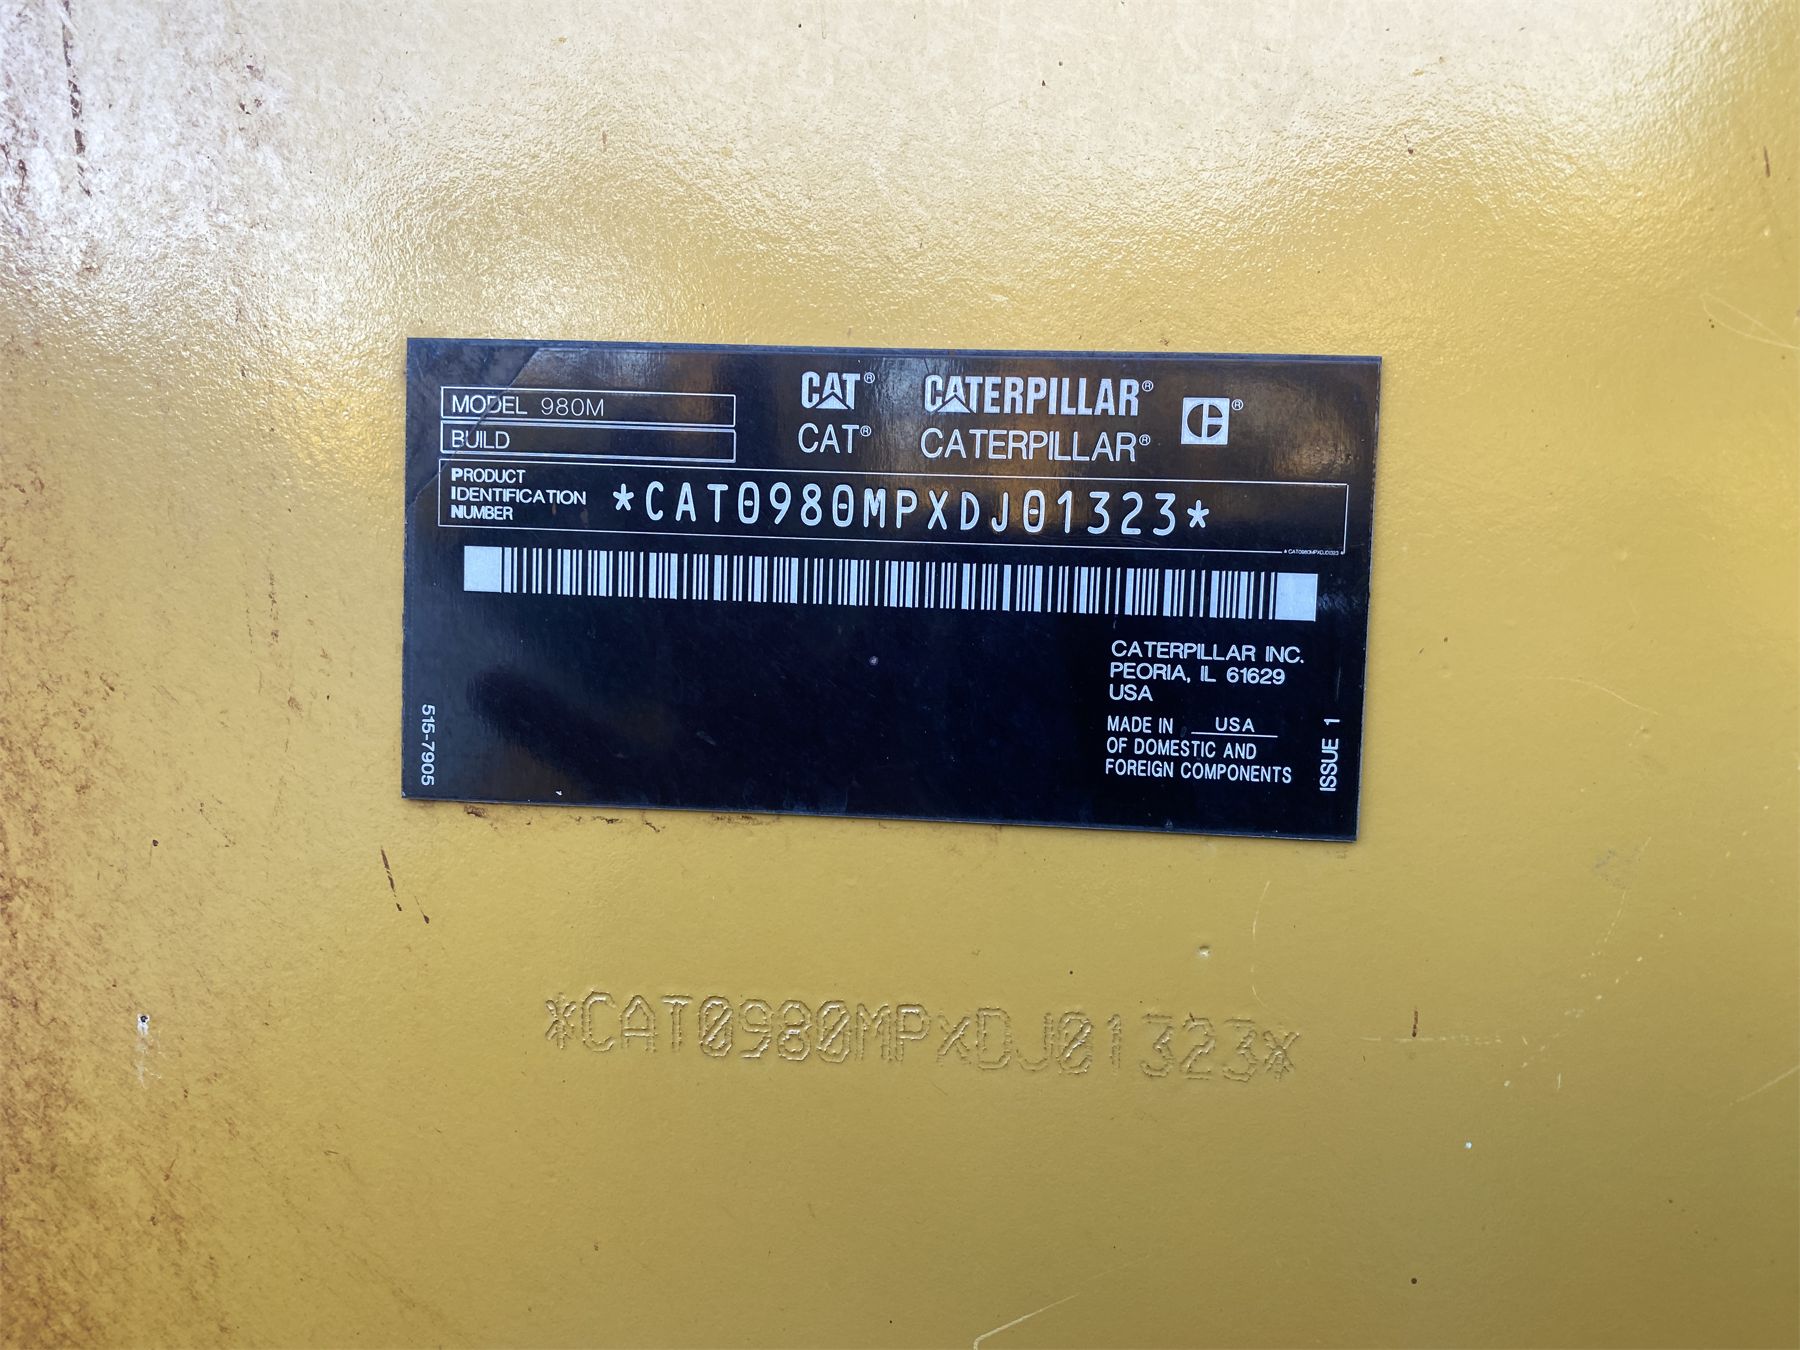 MODEL 980M
BUILD
CAT® CATERPILLAR® ®
CAT® CATERPILLAR®
PRODUCT
IDENTIFICATION
NUMBER
*CAT0980MPXDJ01323*
*CAT0980MPXDJ01323
CATERPILLAR INC.
PEORIA, IL 61629
USA
MADE IN USA
OF DOMESTIC AND
FOREIGN COMPONENTS
515-7905
ISSUE 1
*CAT0980MPXDJ01323*